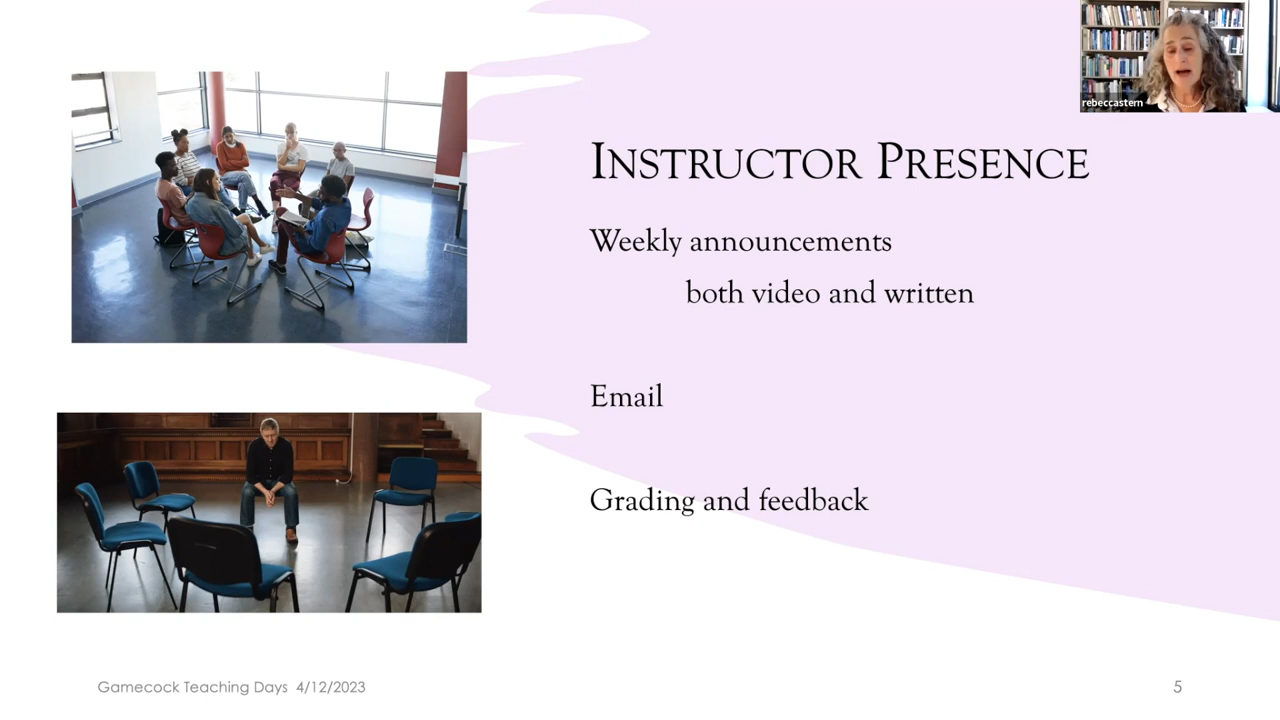 rebeccastern
INSTRUCTOR PRESENCE
Weekly announcements
both video and written
Email
Grading and feedback
Gamecock Teaching Days 4/12/2023
5